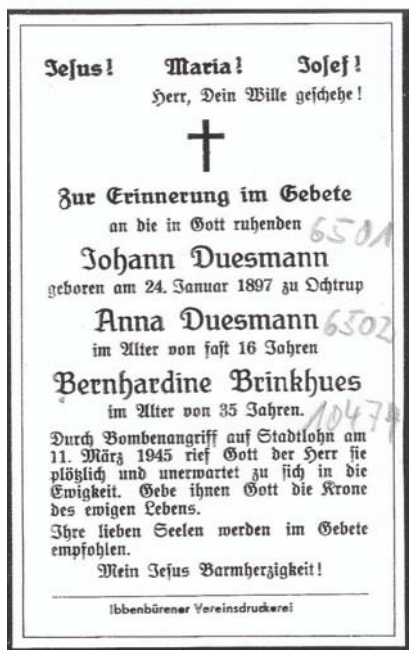 Jesus! Maria! Josef!
Herr, Dein Wille geschehe!
Zur Erinnerung im Gebete
an die in Gott ruhenden
6501
Johann Duesmann
geboren am 24. Januar 1897 zu Ochtrup
Anna Duesmann
6502
im Alter von fast 16 Jahren
Bernhardine Brinkhues
im Alter von 35 Jahren.
10474
Durch Bombenangriff auf Stadtlohn am
11. März 1945 rief Gott der Herr sie
plötzlich und unerwartet zu sich in die
Ewigkeit. Gebe ihnen Gott die Krone
des ewigen Lebens.
Ihre lieben Seelen werden im Gebete
empfohlen.
Mein Jesus Barmherzigkeit!
Ibbenbürener Vereinsdruckerei